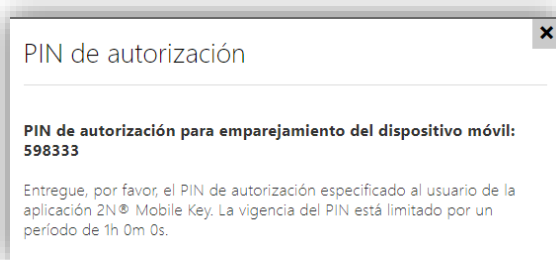 PIN de autorización
PIN de autorización para emparejamiento del dispositivo móvil:
598333
Entregue, por favor, el PIN de autorización especificado al usuario de la
aplicación 2N® Mobile Key. La vigencia del PIN está limitado por un
período de 1h 0m 0s.